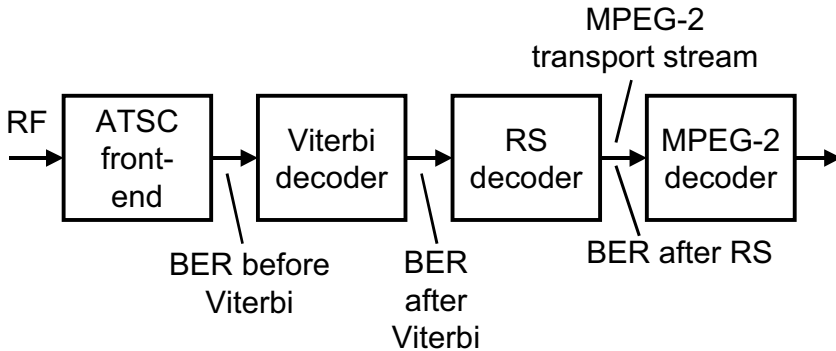 MPEG-2
transport stream
RF
ATSC
front-
end
Viterbi
decoder
RS
decoder
MPEG-2
decoder
BER before
Viterbi
BER
after
Viterbi
BER after RS